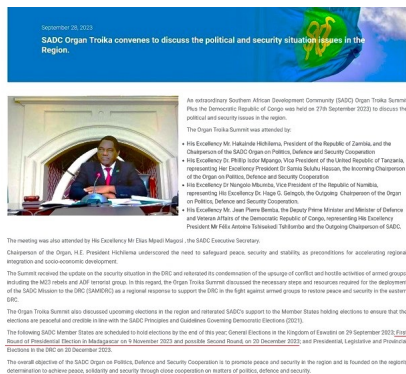 September 28, 2023
SADC Organ Troika convenes to discuss the political and security situation issues in the
Region.
An extraordinary Southern African Development Community (SADC) Organ Troika Summit
Plus the Democratic Republic of Congo was held on 27th September 2023) to discuss the
political and security issues in the region.
The Organ Troika Summit was attended by:
• His Excellency Mr. Hakainde Hichilema, President of the Republic of Zambia, and the
Chairperson of the SADC Organ on Politics, Defence and Security Cooperation
• His Excellency Dr. Phillip Isdor Mpango, Vice President of the United Republic of Tanzania,
representing Her Excellency President Dr Samia Suluhu Hassan, the Incoming Chairperson
of the Organ on Politics, Defence and Security Cooperation
• His Excellency Dr Nangolo Mbumba, Vice President of the Republic of Namibia,
representing His Excellency Dr. Hage G. Geingob, the Outgoing Chairperson of the Organ
on Politics, Defence and Security Cooperation.
• His Excellency Mr. Jean Pierre Bemba, the Deputy Prime Minister and Minister of Defence
and Veteran Affairs of the Democratic Republic of Congo, representing His Excellency
President Mr Félix Antoine Tshisekedi Tshilombo and the Outgoing Chairperson of SADC.
The meeting was also attended by His Excellency Mr Elias Mpedi Magosi , the SADC Executive Secretary.
Chairperson of the Organ, H.E. President Hichilema underscored the need to safeguard peace, security and stability, as preconditions for accelerating regional
integration and socio-economic development.
The Summit received the update on the security situation in the DRC and reiterated its condemnation of the upsurge of conflict and hostile activities of armed groups
including the M23 rebels and ADF terrorist group. In this regard, the Organ Troika Summit discussed the necessary steps and resources required for the deployment
of the SADC Mission to the DRC (SAMIDRC) as a regional response to support the DRC in the fight against armed groups to restore peace and security in the eastern
DRC.
The Organ Troika Summit also discussed upcoming elections in the region and reiterated SADC's support to the Member States holding elections to ensure that the
elections are peaceful and credible in line with the SADC Principles and Guidelines Governing Democratic Elections (2021).
The following SADC Member States are scheduled to hold elections by the end of this year; General Elections in the Kingdom of Eswatini on 29 September 2023; First
Round of Presidential Election in Madagascar on 9 November 2023 and possible Second Round, on 20 December 2023; and Presidential, Legislative and Provincial
Elections in the DRC on 20 December 2023.
The overall objective of the SADC Organ on Politics, Defence and Security Cooperation is to promote peace and security in the region and is founded on the region's
determination to achieve peace, solidarity and security through close cooperation on matters of politics, defence and security.